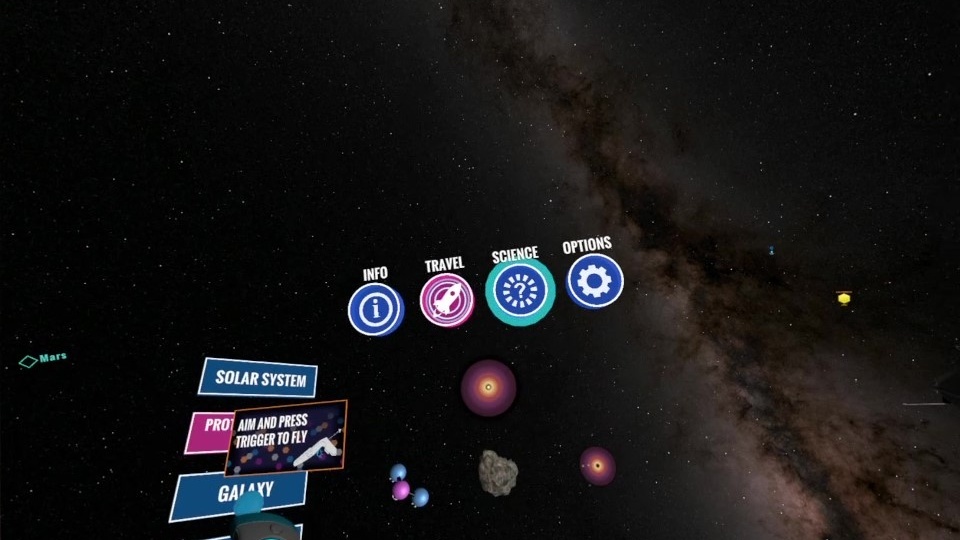 INFO
TRAVEL
SCIENCE
OPTIONS
Mars
SOLAR SYSTEM
AIM AND PRESS
TRIGGER TO FLY
GALAXY